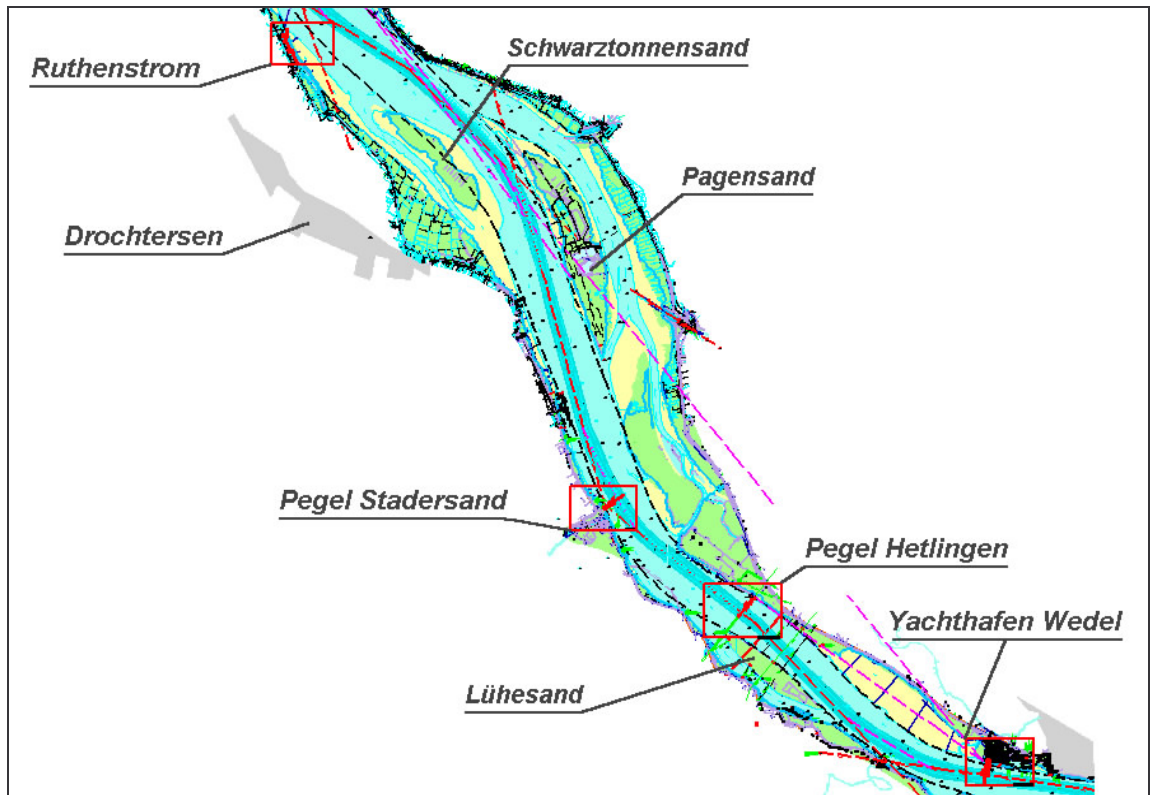 Schwarztonnensand
Ruthenstrom
Pagensand
Drochtersen
Pegel Stadersand
Pegel Hetlingen
Yachthafen Wedel
Lühesand